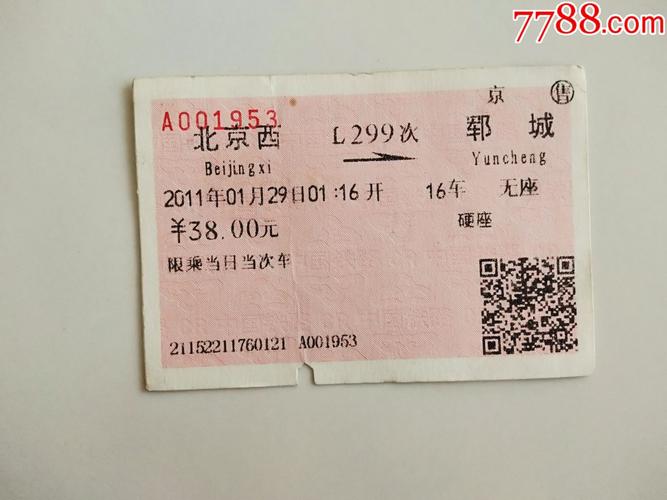 7788.com
京 售
A001953
北京西 L299次 郓城
Beijingxi Yuncheng
2011年01月29日01:16开 16车 无座
¥38.00元 硬座
限乘当日当次车
21152211760121 A001953